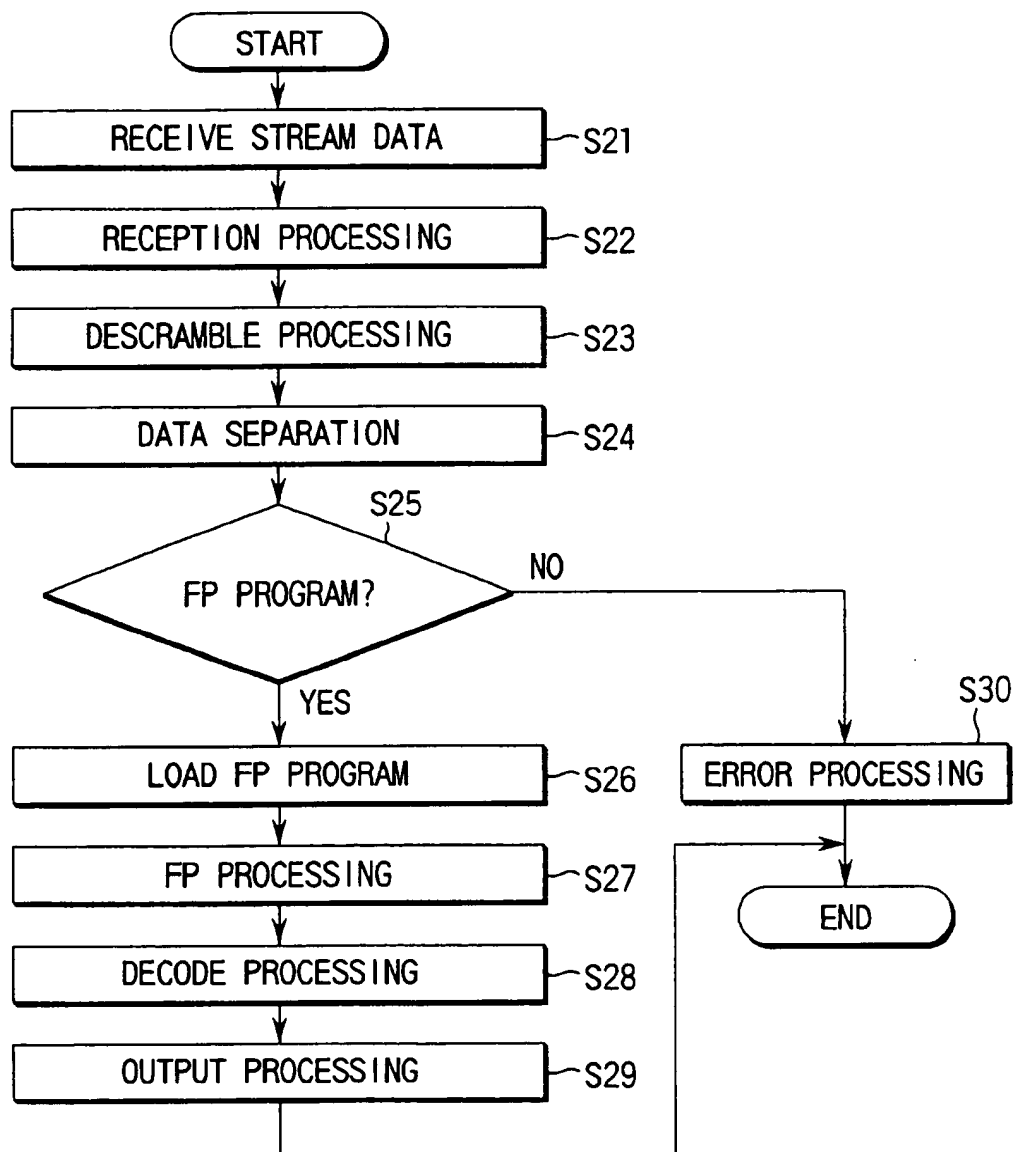 START
RECEIVE STREAM DATA
S21
RECEPTION PROCESSING
S22
DESCRAMBLE PROCESSING
S23
DATA SEPARATION
S24
S25
FP PROGRAM?
NO
YES
S30
LOAD FP PROGRAM
S26
ERROR PROCESSING
FP PROCESSING
S27
END
DECODE PROCESSING
S28
OUTPUT PROCESSING
S29